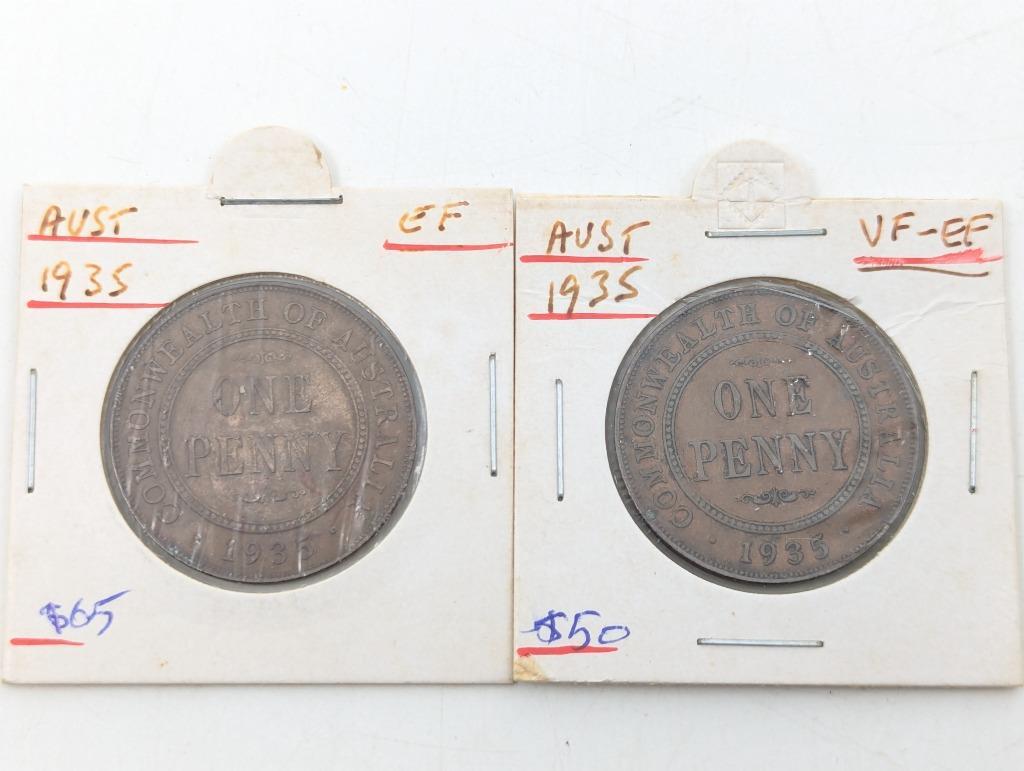 AUST
EF
1935
COMMONWEALTH OF AUSTRALIA
ONE
PENNY
1935
$65
AUST
VF-EF
1935
COMMONWEALTH OF AUSTRALIA
ONE
PENNY
1935
$50